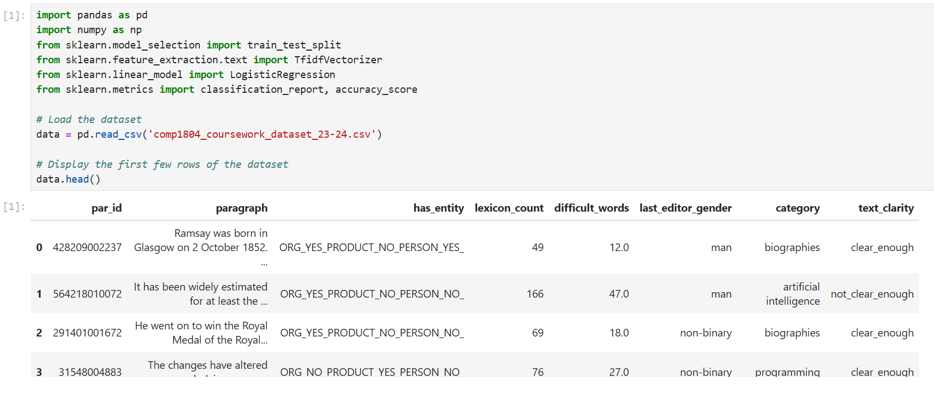 [1]: import pandas as pd
import numpy as np
from sklearn.model_selection import train_test_split
from sklearn.feature_extraction.text import TfidfVectorizer
from sklearn.linear_model import LogisticRegression
from sklearn.metrics import classification_report, accuracy_score
# Load the dataset
data = pd.read_csv('comp1804_coursework_dataset_23-24.csv')
# Display the first few rows of the dataset
data.head()
[1]: par_id paragraph has_entity lexicon_count difficult_words last_editor_gender category text_clarity
Ramsay was born in
0 428209002237 Glasgow on 2 October 1852. ORG_YES_PRODUCT_NO_PERSON_YES_ 49 12.0 man biographies clear_enough
...
1 564218010072 It has been widely estimated for at least the ... ORG_YES_PRODUCT_NO_PERSON_NO_ 166 47.0 man artificial intelligence not_clear_enough
2 291401001672 He went on to win the Royal Medal of the Royal... ORG_YES_PRODUCT_NO_PERSON_NO_ 69 18.0 non-binary biographies clear_enough
3 31548004883 The changes have altered ORG_NO_PRODUCT_YES_PERSON_NO_ 76 27.0 non-binary programming clear_enough